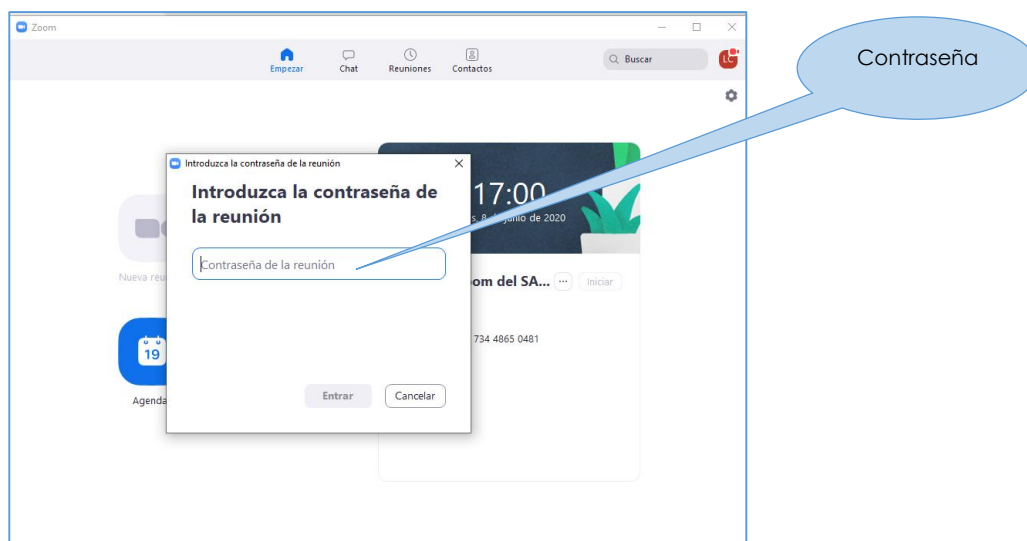 Zoom
Empezar
Chat
Reuniones
Contactos
Buscar
LC
Contraseña
Introduzca la contraseña de la reunión
Introduzca la contraseña de
la reunión
17:00
8 de junio de 2020
Contraseña de la reunión
Nueva
del SA... ...
Iniciar
734 4865 0481
19
Agenda
Entrar
Cancelar